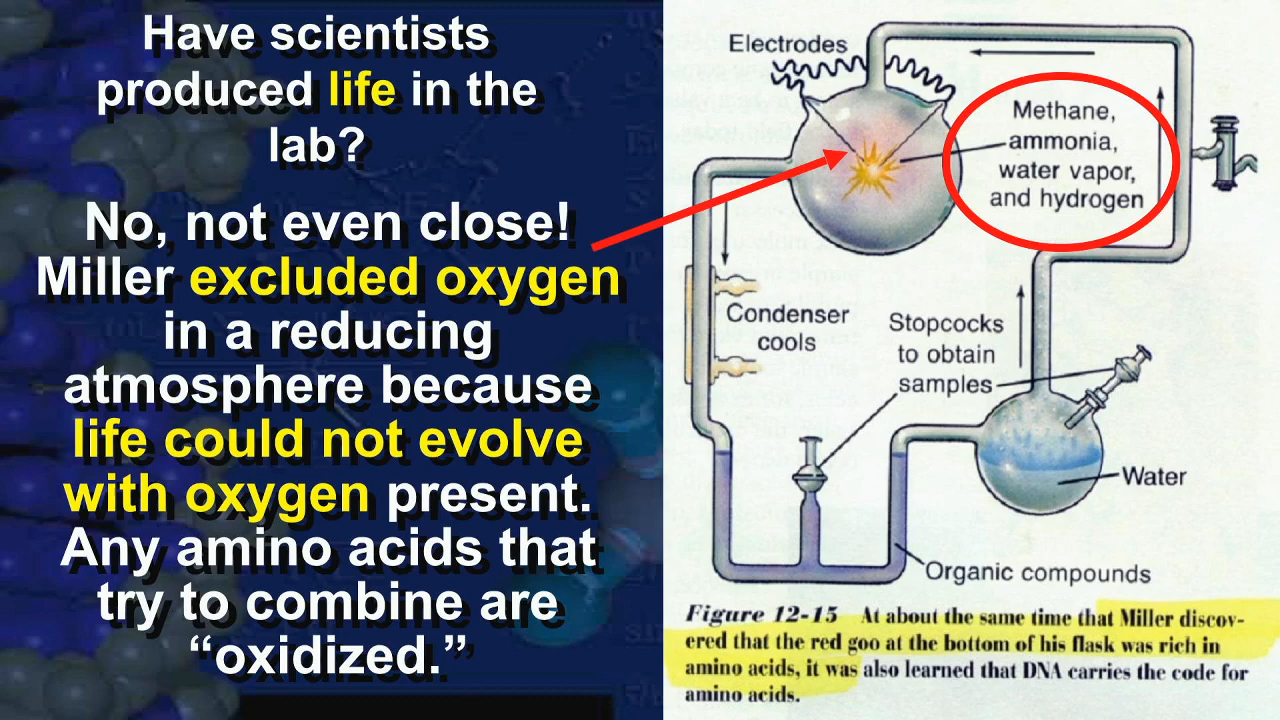 Have scientists
produced life in the
lab?
No, not even close!
Miller excluded oxygen
in a reducing
atmosphere because
life could not evolve
with oxygen present.
Any amino acids that
try to combine are
“oxidized.”
Electrodes
Methane,
ammonia,
water vapor,
and hydrogen
Condenser
cools
Stopcocks
to obtain
samples
Water
Organic compounds
Figure 12-15 At about the same time that Miller discov-
ered that the red goo at the bottom of his flask was rich in
amino acids, it was also learned that DNA carries the code for
amino acids.